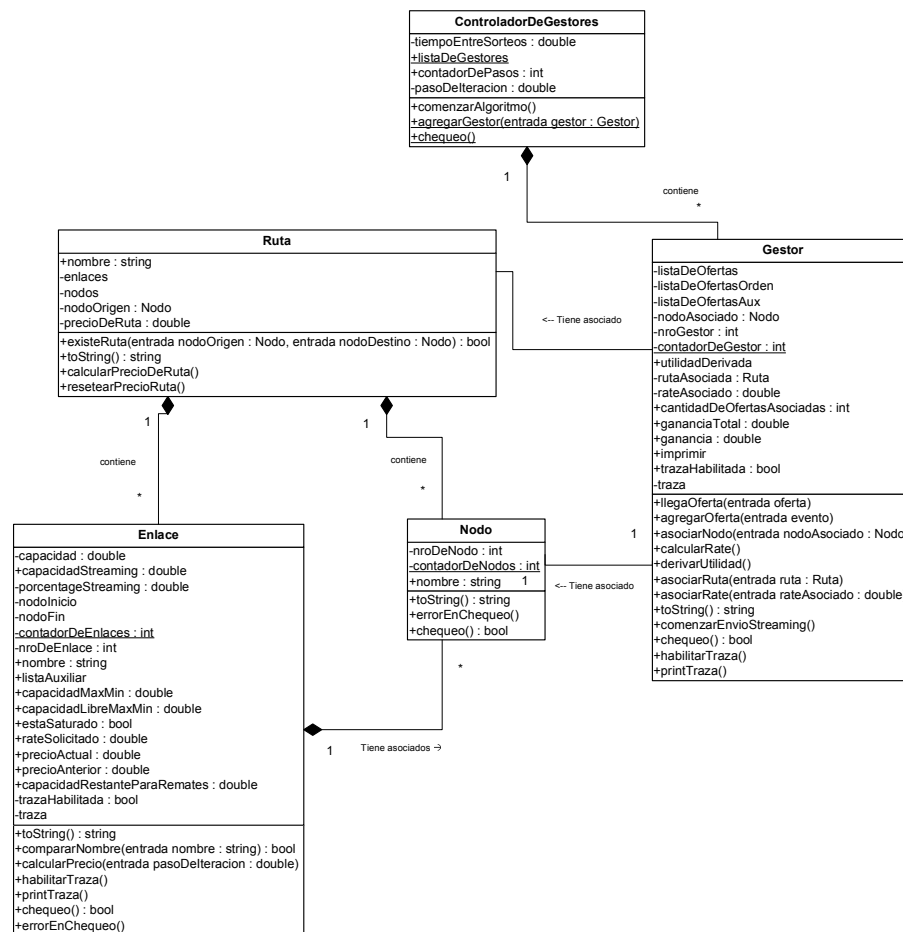 ControladorDeGestores
-tiempoEntreSorteos : double
+listaDeGestores
+contadorDePasos : int
-pasoDeIteracion : double
+comenzarAlgoritmo()
+agregarGestor(entrada gestor : Gestor)
+chequeo()
1
contiene
*
Ruta
+nombre : string
-enlaces
-nodos
-nodoOrigen : Nodo
-precioDeRuta : double
+existeRuta(entrada nodoOrigen : Nodo, entrada nodoDestino : Nodo) : bool
+toString() : string
+calcularPrecioDeRuta()
+resetearPrecioRuta()
<-- Tiene asociado
Gestor
-listaDeOfertas
-listaDeOfertasOrden
-listaDeOfertasAux
-nodoAsociado : Nodo
-nroGestor : int
-contadorDeGestor : int
+utilidadDerivada
-rutaAsociada : Ruta
-rateAsociado : double
+cantidadDeOfertasAsociadas : int
+gananciaTotal : double
+ganancia : double
+imprimir
+trazaHabilitada : bool
-traza
+llegaOferta(entrada oferta)
+agregarOferta(entrada evento)
+asociarNodo(entrada nodoAsociado : Nodo
+calcularRate()
+derivarUtilidad()
+asociarRuta(entrada ruta : Ruta)
+asociarRate(entrada rateAsociado : double
+toString() : string
+comenzarEnvioStreaming()
+chequeo() : bool
+habilitarTraza()
+printTraza()
1
1
contiene
contiene
*
*
Enlace
-capacidad : double
+capacidadStreaming : double
-porcentageStreaming : double
-nodoInicio
-nodoFin
-contadorDeEnlaces : int
-nroDeEnlace : int
+nombre : string
+listaAuxiliar
+capacidadMaxMin : double
+capacidadLibreMaxMin : double
+estaSaturado : bool
+rateSolicitado : double
+precioActual : double
+precioAnterior : double
+capacidadRestanteParaRemates : double
-trazaHabilitada : bool
-traza
+toString() : string
+compararNombre(entrada nombre : string) : bool
+calcularPrecio(entrada pasoDeIteracion : double)
+habilitarTraza()
+printTraza()
+chequeo() : bool
+errorEnChequeo()
Nodo
-nroDeNodo : int
-contadorDeNodos : int
+nombre : string
+toString() : string
+errorEnChequeo()
+chequeo() : bool
1
1
<-- Tiene asociado
*
1
Tiene asociados →